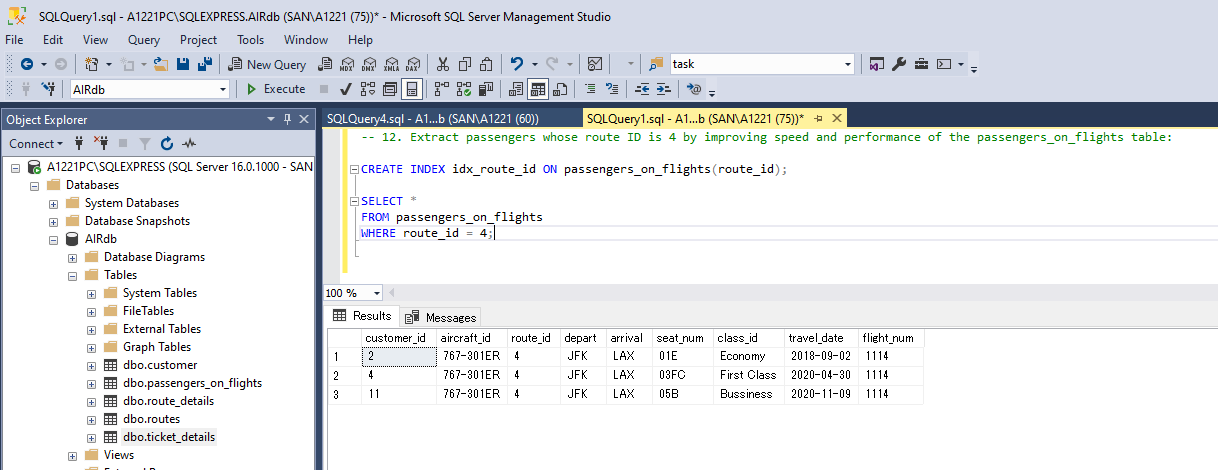 SQLQuery1.sql - A1221PC\SQLEXPRESS.AIRdb (SAN\A1221 (75))* - Microsoft SQL Server Management Studio
File Edit View Query Project Tools Window Help
New Query MDX DMX XMLA DAX task
AIRdb Execute
Object Explorer
Connect
A1221PC\SQLEXPRESS (SQL Server 16.0.1000 - SAN
Databases
System Databases
Database Snapshots
AIRdb
Database Diagrams
Tables
System Tables
FileTables
External Tables
Graph Tables
dbo.customer
dbo.passengers_on_flights
dbo.route_details
dbo.routes
dbo.ticket_details
Views
SQLQuery4.sql - A1...b (SAN\A1221 (60)) SQLQuery1.sql - A1...b (SAN\A1221 (75))*
-- 12. Extract passengers whose route ID is 4 by improving speed and performance of the passengers_on_flights table:
CREATE INDEX idx_route_id ON passengers_on_flights(route_id);
SELECT *
FROM passengers_on_flights
WHERE route_id = 4;
100 %
Results Messages
customer_id aircraft_id route_id depart arrival seat_num class_id travel_date flight_num
1 2 767-301ER 4 JFK LAX 01E Economy 2018-09-02 1114
2 4 767-301ER 4 JFK LAX 03FC First Class 2020-04-30 1114
3 11 767-301ER 4 JFK LAX 05B Bussiness 2020-11-09 1114